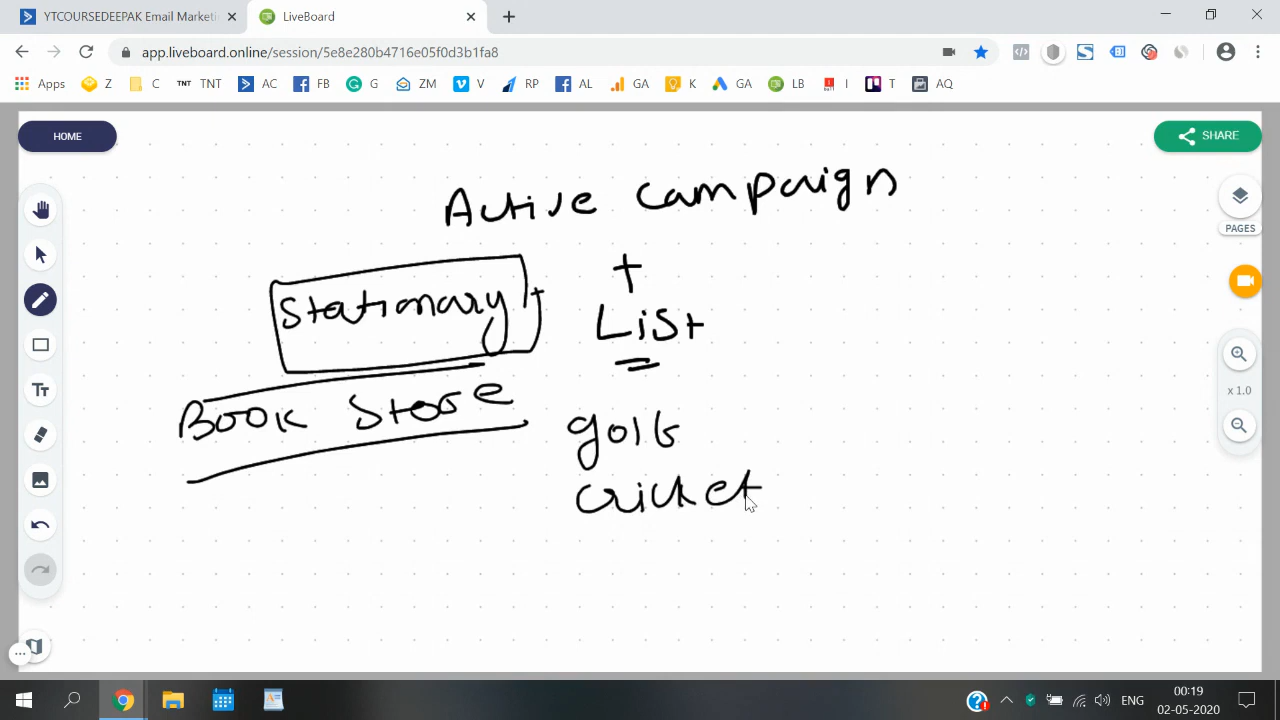 YTCOURSEDEEPAK Email Marketi
LiveBoard
app.liveboard.online/session/5e8e280b4716e05f0d3b1fa8
Apps Z C TNT TNT AC FB G ZM V RP AL GA K GA LB I T AQ
HOME
SHARE
Active campaign
PAGES
+
Stationary
List
x 1.0
Book Store
golf
cricket
Tт
ENG
00:19
02-05-2020